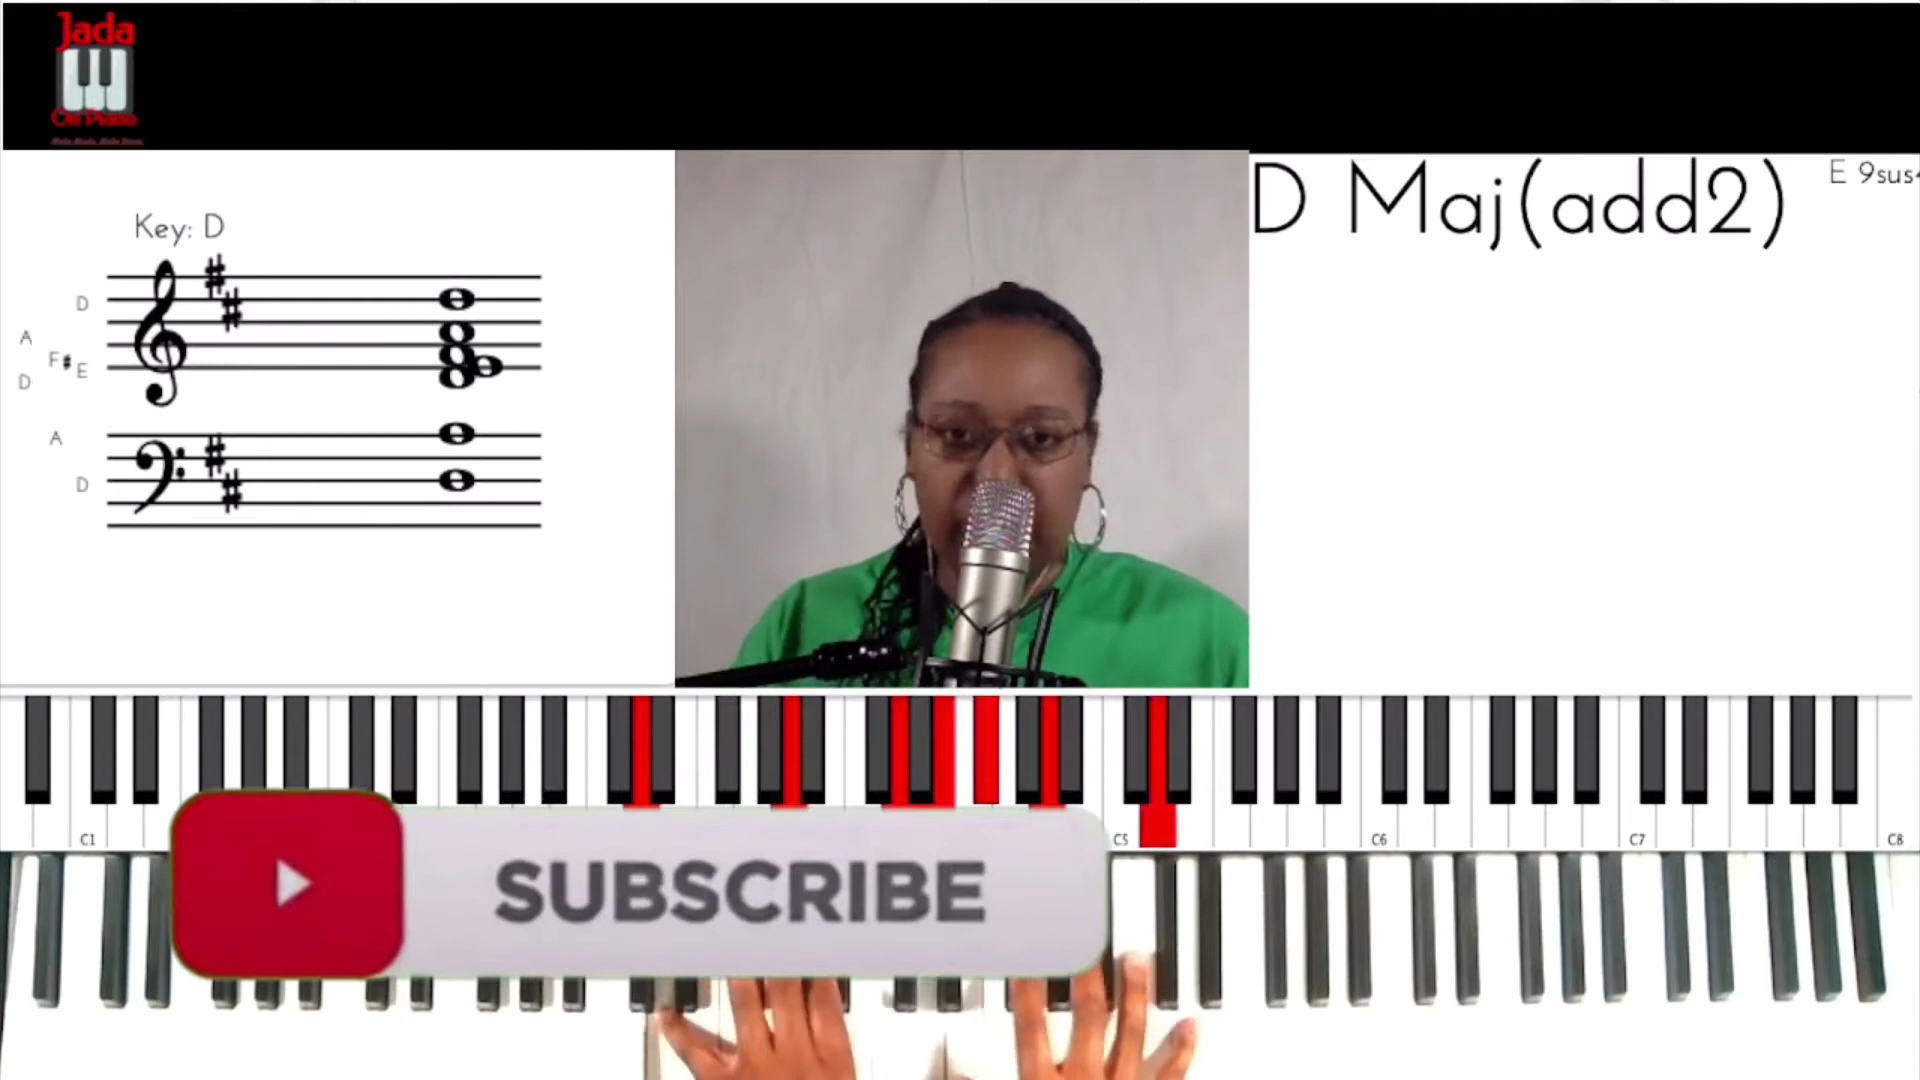 Jada
On Piano
Key: D
D Maj(add2)
E 9sus
D
A
F# E
D
A
D
C1
C5
C6
C7
C8
SUBSCRIBE